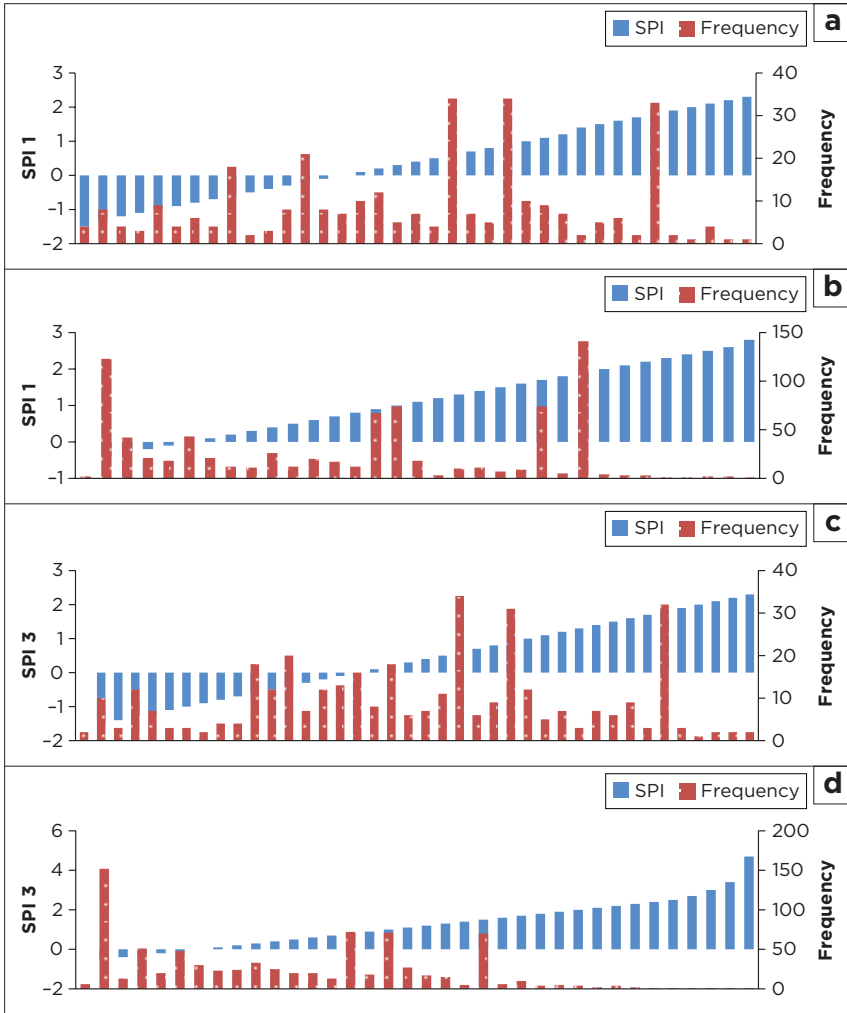 SPI Frequency a
3 40
2 30
1
0 20
−1 10
−2 0
SPI 1
Frequency
SPI Frequency b
3 150
2 100
1
0 50
−1 0
SPI 1
Frequency
SPI Frequency c
3 40
2 30
1
0 20
−1 10
−2 0
SPI 3
Frequency
SPI Frequency d
6 200
4 150
2 100
0 50
−2 0
SPI 3
Frequency